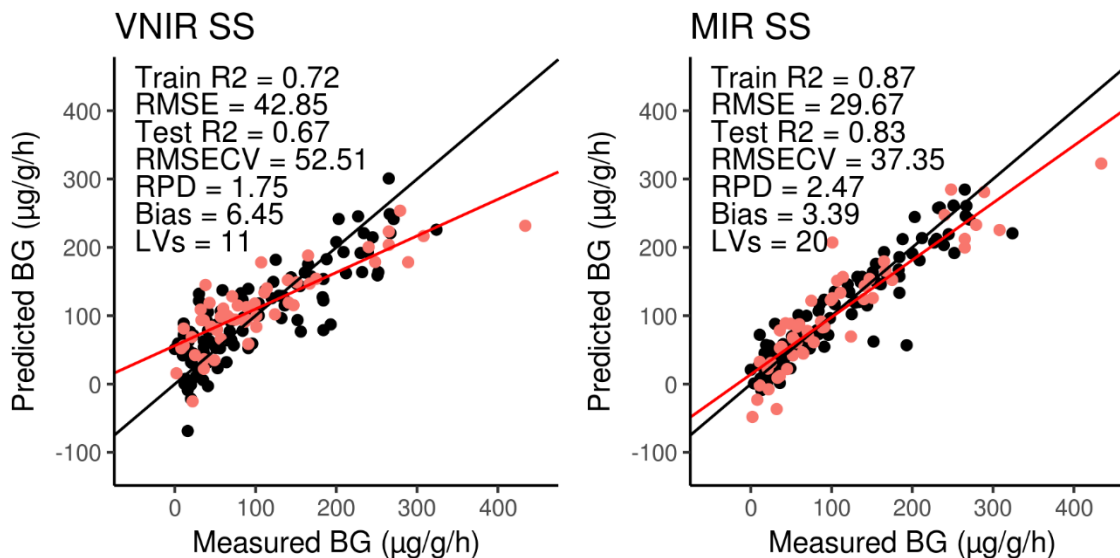 VNIR SS
Train R2 = 0.72
RMSE = 42.85
Test R2 = 0.67
RMSECV = 52.51
RPD = 1.75
Bias = 6.45
LVs = 11
Predicted BG (µg/g/h)
400
300
200
100
0
-100
0 100 200 300 400
Measured BG (µg/g/h)
MIR SS
Train R2 = 0.87
RMSE = 29.67
Test R2 = 0.83
RMSECV = 37.35
RPD = 2.47
Bias = 3.39
LVs = 20
Predicted BG (µg/g/h)
400
300
200
100
0
-100
0 100 200 300 400
Measured BG (µg/g/h)